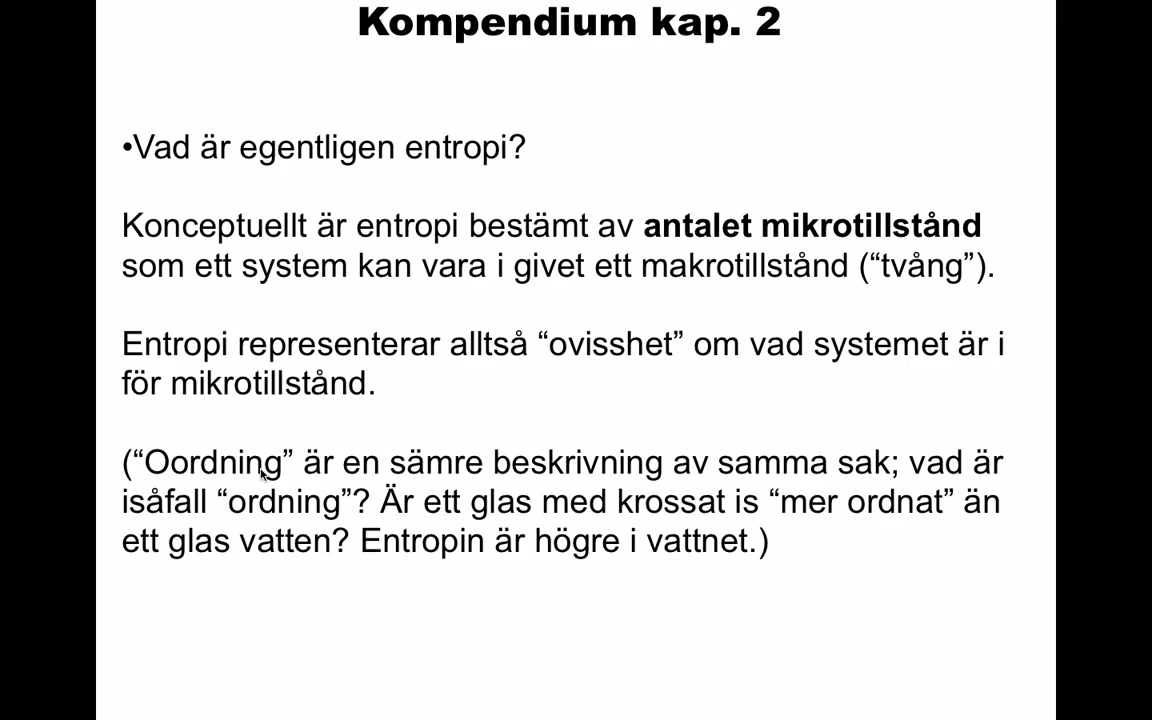 Kompendium kap. 2
•Vad är egentligen entropi?
Konceptuellt är entropi bestämt av antalet mikrotillstånd
som ett system kan vara i givet ett makrotillstånd (“tvång”).
Entropi representerar alltså “ovisshet” om vad systemet är i
för mikrotillstånd.
(“Oordning” är en sämre beskrivning av samma sak; vad är
isåfall “ordning”? Är ett glas med krossat is “mer ordnat” än
ett glas vatten? Entropin är högre i vattnet.)